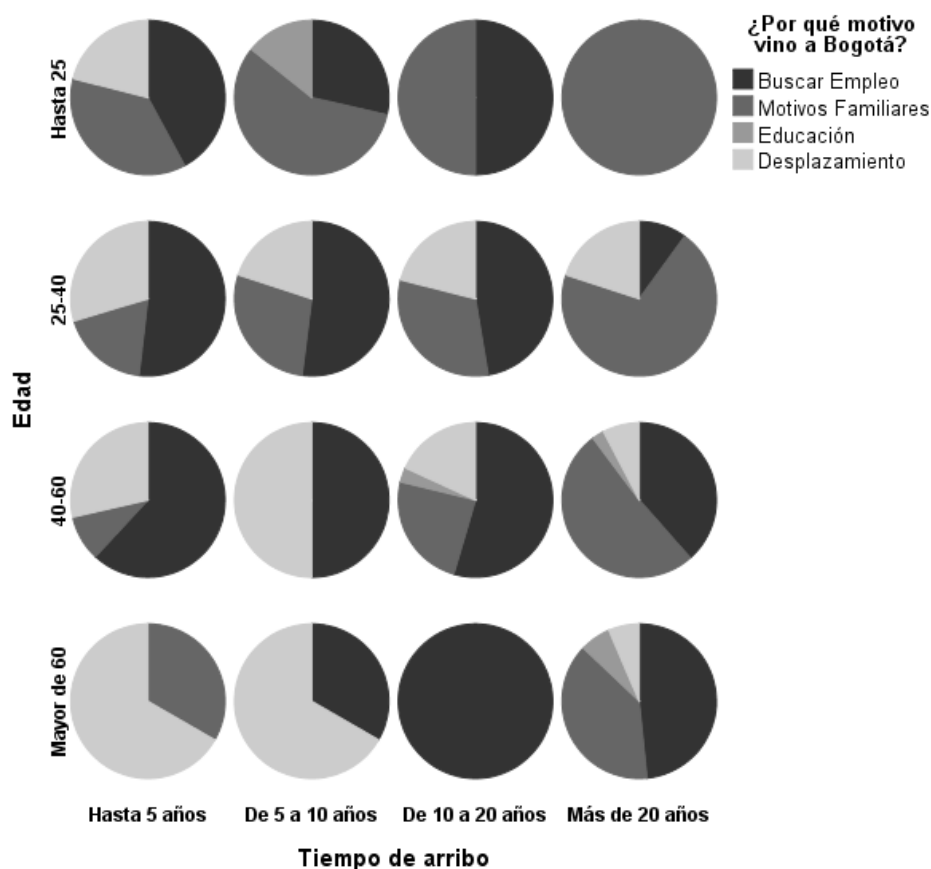 ¿Por qué motivo
vino a Bogotá?
Buscar Empleo
Motivos Familiares
Educación
Desplazamiento
Edad
Hasta 25
25-40
40-60
Mayor de 60
Hasta 5 años
De 5 a 10 años
De 10 a 20 años
Más de 20 años
Tiempo de arribo